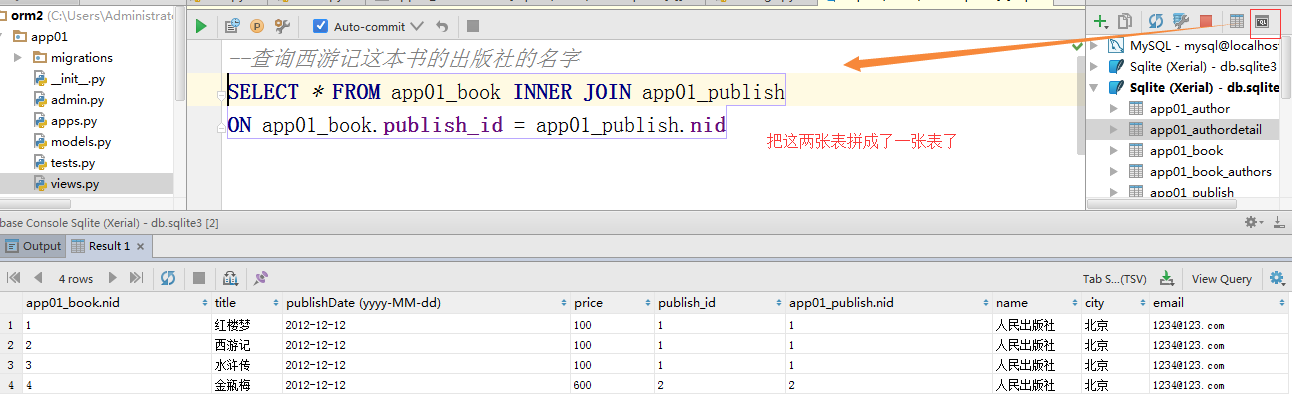 orm2 (C:\Users\Administrat
app01
migrations
__init__.py
admin.py
apps.py
models.py
tests.py
views.py
Auto-commit
--查询西游记这本书的出版社的名字
SELECT * FROM app01_book INNER JOIN app01_publish
ON app01_book.publish_id = app01_publish.nid
把这两张表拼成了一张表了
MySQL - mysql@localhos
Sqlite (Xerial) - db.sqlite3
Sqlite (Xerial) - db.sqlite
app01_author
app01_authordetail
app01_book
app01_book_authors
app01_publish
base Console Sqlite (Xerial) - db.sqlite3 [2]
Output Result 1
4 rows Tab S...(TSV) View Query
app01_book.nid title publishDate (yyyy-MM-dd) price publish_id app01_publish.nid name city email
1 1 红楼梦 2012-12-12 100 1 1 人民出版社 北京 1234@123.com
2 2 西游记 2012-12-12 100 1 1 人民出版社 北京 1234@123.com
3 3 水浒传 2012-12-12 100 1 1 人民出版社 北京 1234@123.com
4 4 金瓶梅 2012-12-12 600 2 2 人民出版社 北京 1234@123.com